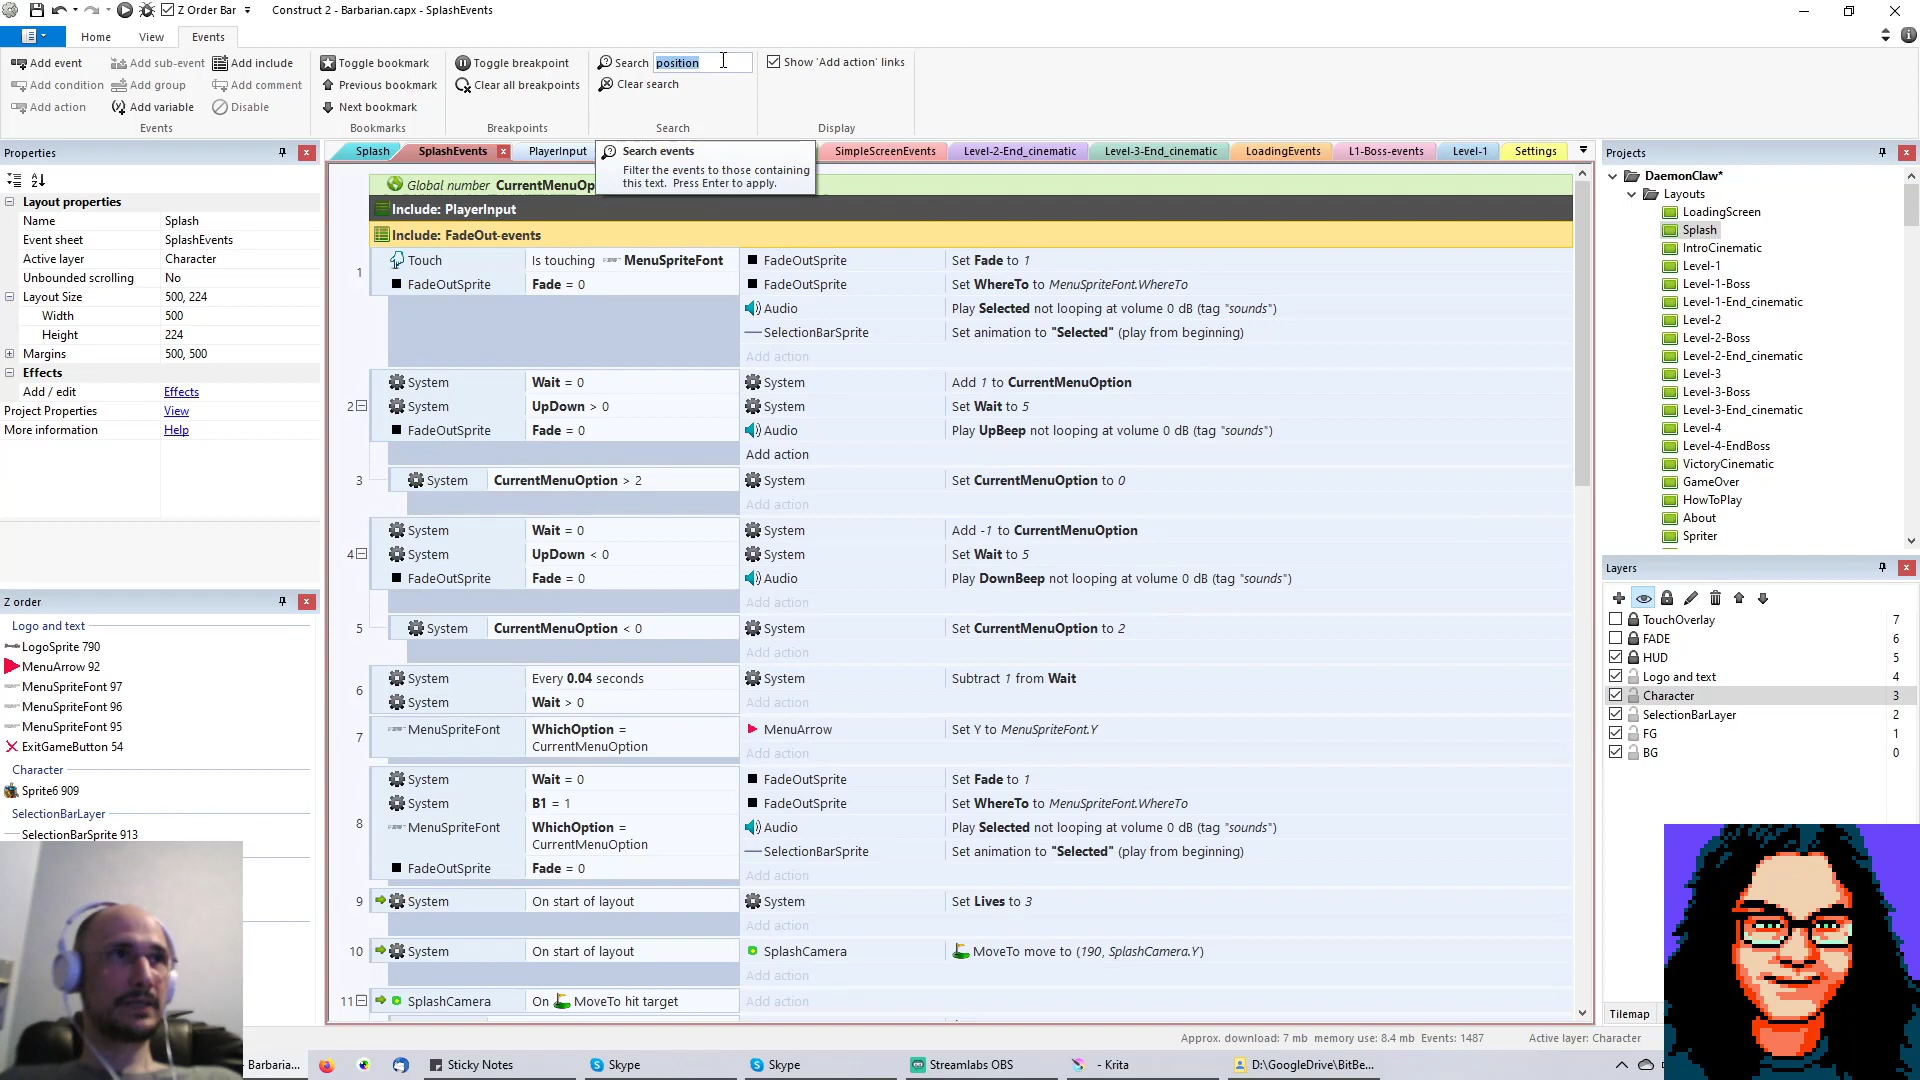 Z Order Bar
Construct 2 - Barbarian.capx - SplashEvents
Home
View
Events
Add event
Add sub-event
Add include
Add condition
Add group
Add comment
Add action
Add variable
Disable
Events
Toggle bookmark
Previous bookmark
Next bookmark
Bookmarks
Toggle breakpoint
Clear all breakpoints
Breakpoints
Search
position
Clear search
Search
Show 'Add action' links
Display
Splash
SplashEvents
PlayerInput
SimpleScreenEvents
Level-2-End_cinematic
Level-3-End_cinematic
LoadingEvents
L1-Boss-events
Level-1
Settings
Search events
Filter the events to those containing
this text. Press Enter to apply.
Properties
Layout properties
Name Splash
Event sheet SplashEvents
Active layer Character
Unbounded scrolling No
Layout Size 500, 224
Width 500
Height 224
Margins 500, 500
Effects
Add / edit Effects
Project Properties View
More information Help
Z order
Logo and text
LogoSprite 790
MenuArrow 92
MenuSpriteFont 97
MenuSpriteFont 96
MenuSpriteFont 95
ExitGameButton 54
Character
Sprite6 909
SelectionBarLayer
SelectionBarSprite 913
Global number CurrentMenuOp
Include: PlayerInput
Include: FadeOut-events
1
Touch Is touching MenuSpriteFont
FadeOutSprite Fade = 0
FadeOutSprite Set Fade to 1
FadeOutSprite Set WhereTo to MenuSpriteFont.WhereTo
Audio Play Selected not looping at volume 0 dB (tag "sounds")
SelectionBarSprite Set animation to "Selected" (play from beginning)
Add action
2
System Wait = 0
System UpDown > 0
FadeOutSprite Fade = 0
System Add 1 to CurrentMenuOption
System Set Wait to 5
Audio Play UpBeep not looping at volume 0 dB (tag "sounds")
Add action
3
System CurrentMenuOption > 2
System Set CurrentMenuOption to 0
Add action
4
System Wait = 0
System UpDown < 0
FadeOutSprite Fade = 0
System Add -1 to CurrentMenuOption
System Set Wait to 5
Audio Play DownBeep not looping at volume 0 dB (tag "sounds")
Add action
5
System CurrentMenuOption < 0
System Set CurrentMenuOption to 2
Add action
6
System Every 0.04 seconds
System Wait > 0
System Subtract 1 from Wait
Add action
7
MenuSpriteFont WhichOption =
CurrentMenuOption
MenuArrow Set Y to MenuSpriteFont.Y
Add action
8
System Wait = 0
System B1 = 1
MenuSpriteFont WhichOption =
CurrentMenuOption
FadeOutSprite Fade = 0
FadeOutSprite Set Fade to 1
FadeOutSprite Set WhereTo to MenuSpriteFont.WhereTo
Audio Play Selected not looping at volume 0 dB (tag "sounds")
SelectionBarSprite Set animation to "Selected" (play from beginning)
Add action
9
System On start of layout
System Set Lives to 3
Add action
10
System On start of layout
SplashCamera MoveTo move to (190, SplashCamera.Y)
Add action
11
SplashCamera On MoveTo hit target
Add action
Projects
DaemonClaw*
Layouts
LoadingScreen
Splash
IntroCinematic
Level-1
Level-1-Boss
Level-1-End_cinematic
Level-2
Level-2-Boss
Level-2-End_cinematic
Level-3
Level-3-Boss
Level-3-End_cinematic
Level-4
Level-4-EndBoss
VictoryCinematic
GameOver
HowToPlay
About
Spriter
Layers
TouchOverlay 7
FADE 6
HUD 5
Logo and text 4
Character 3
SelectionBarLayer 2
FG 1
BG 0
Tilemap
Approx. download: 7 mb memory use: 8.4 mb Events: 1487
Active layer: Character
Barbarian...
Sticky Notes
Skype
Skype
Streamlabs OBS
- Krita
D:\GoogleDrive\BitBe...